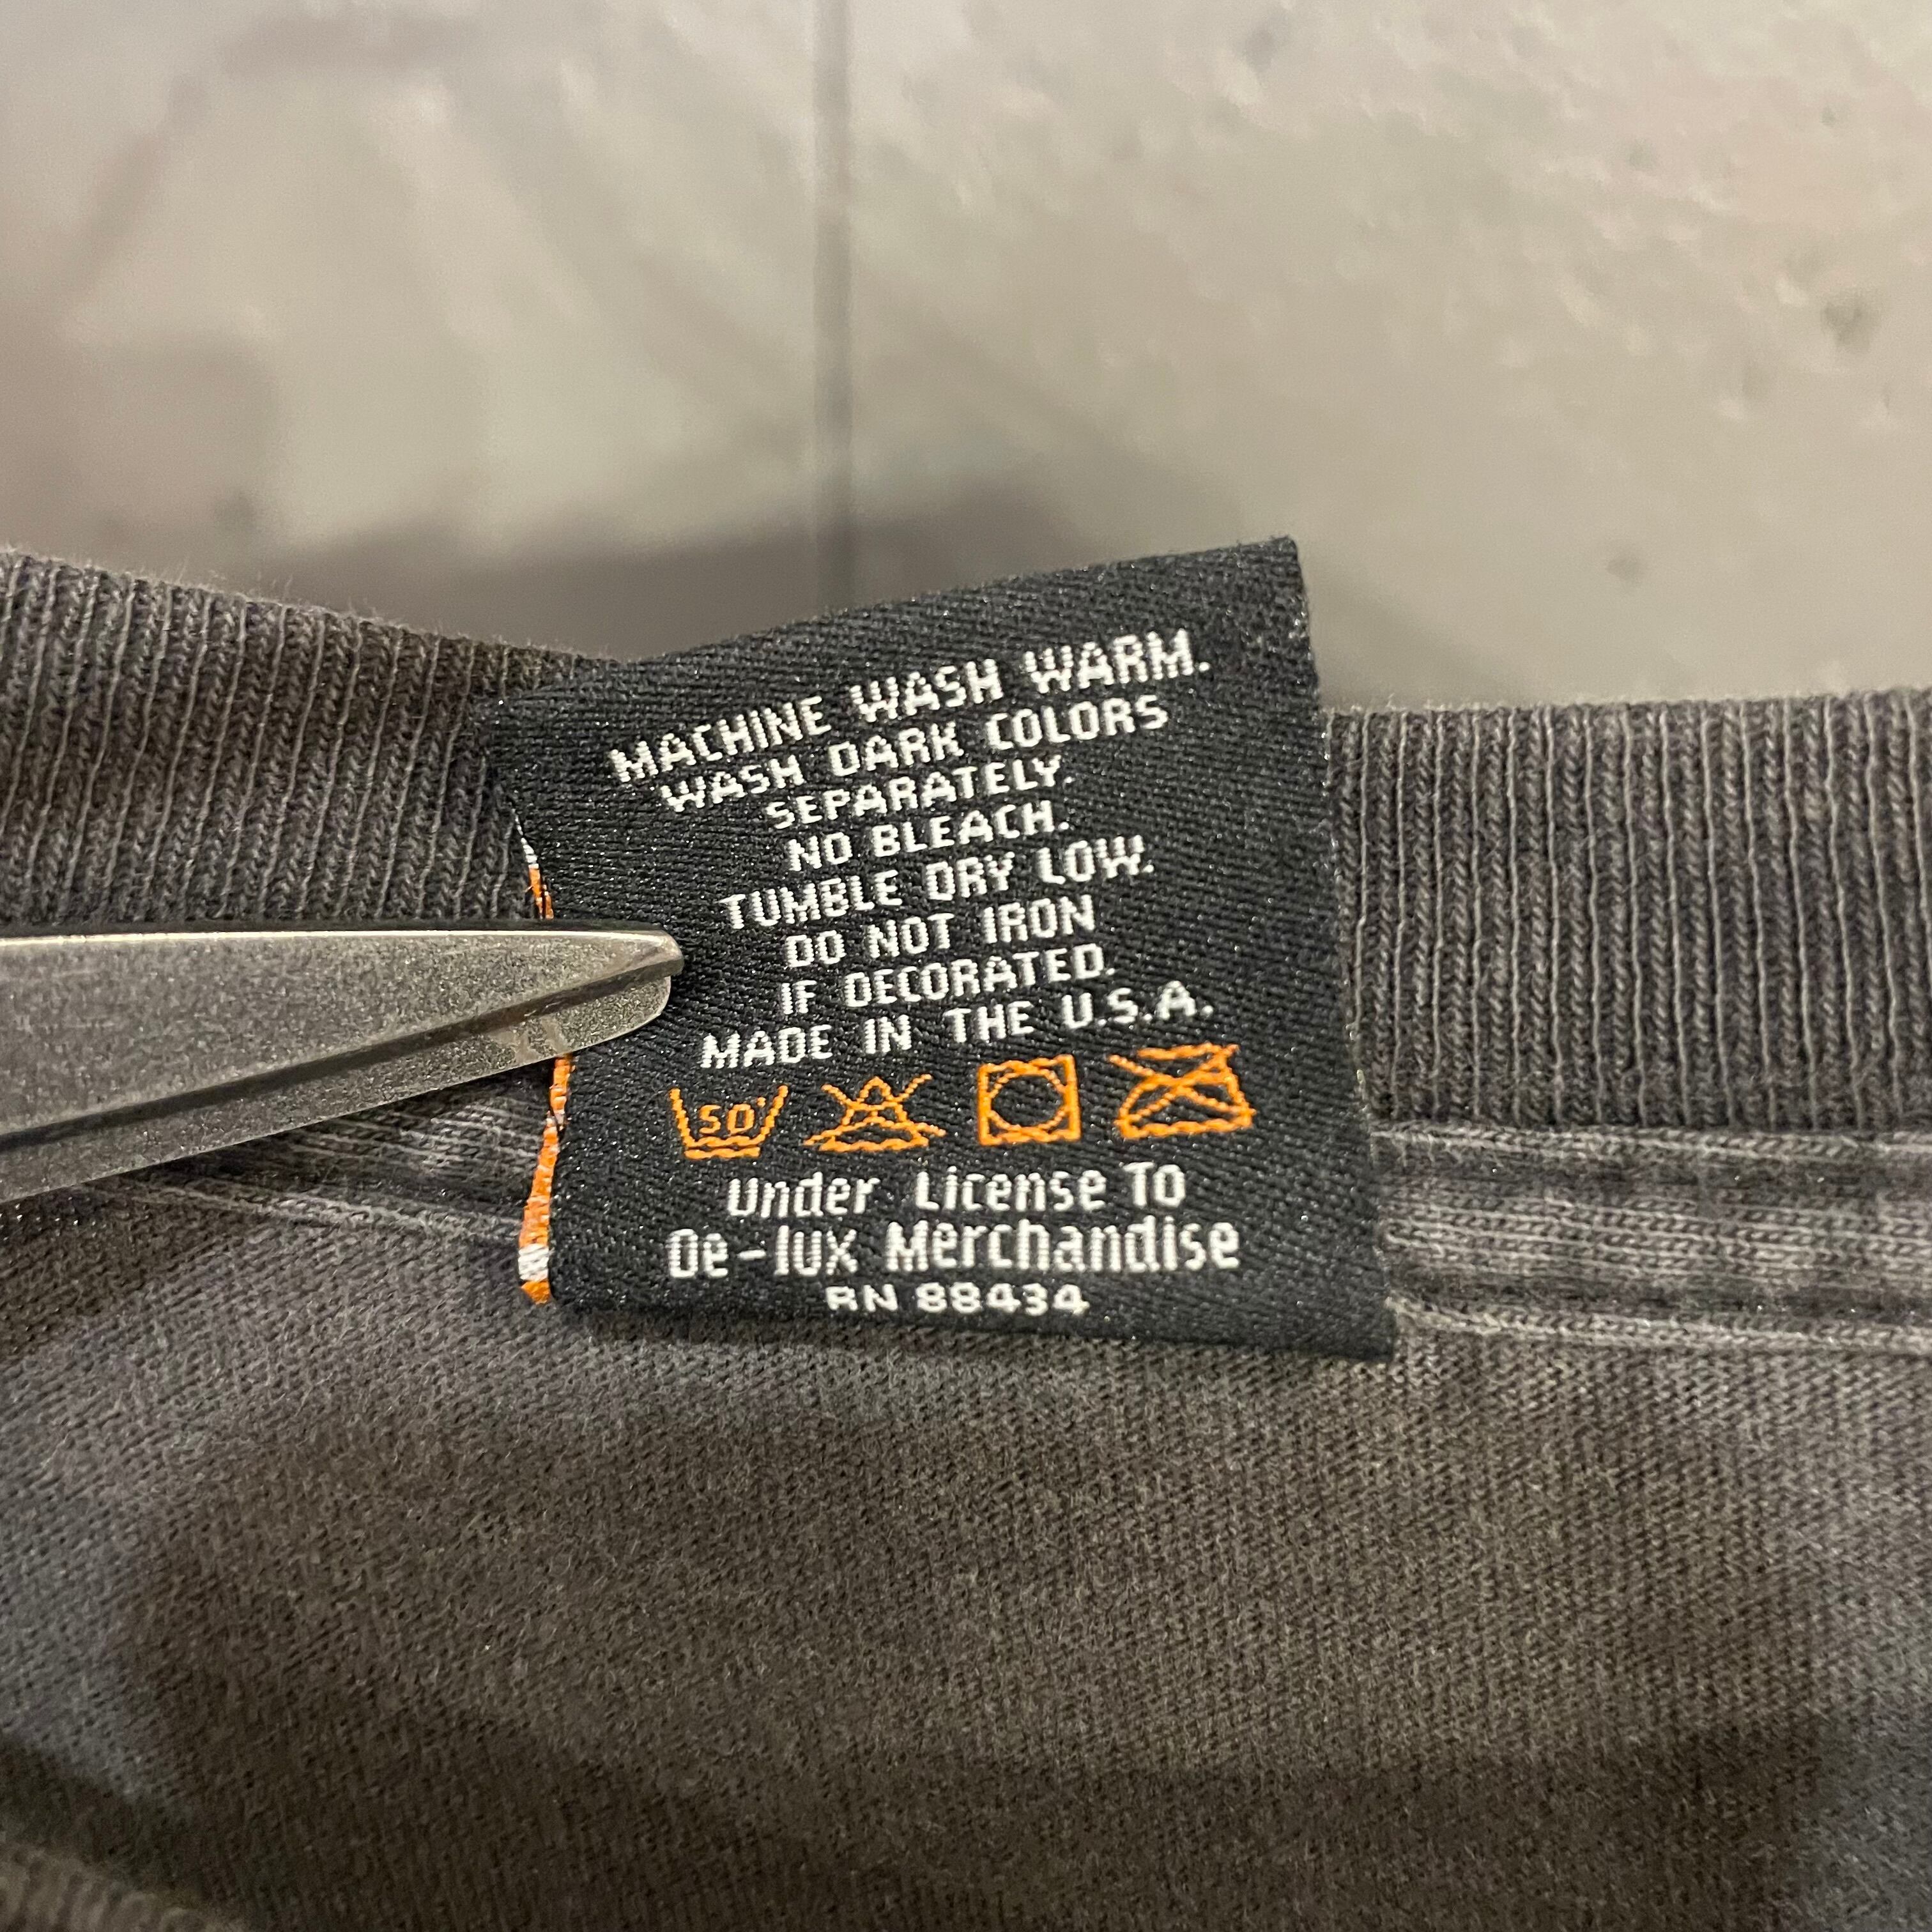 MACHINE WASH WARM.
WASH DARK COLORS
SEPARATELY.
NO BLEACH.
TUMBLE DRY LOW.
DO NOT IRON
IF DECORATED.
MADE IN THE U.S.A.
50°
Under License To
De-lux Merchandise
RN 88434